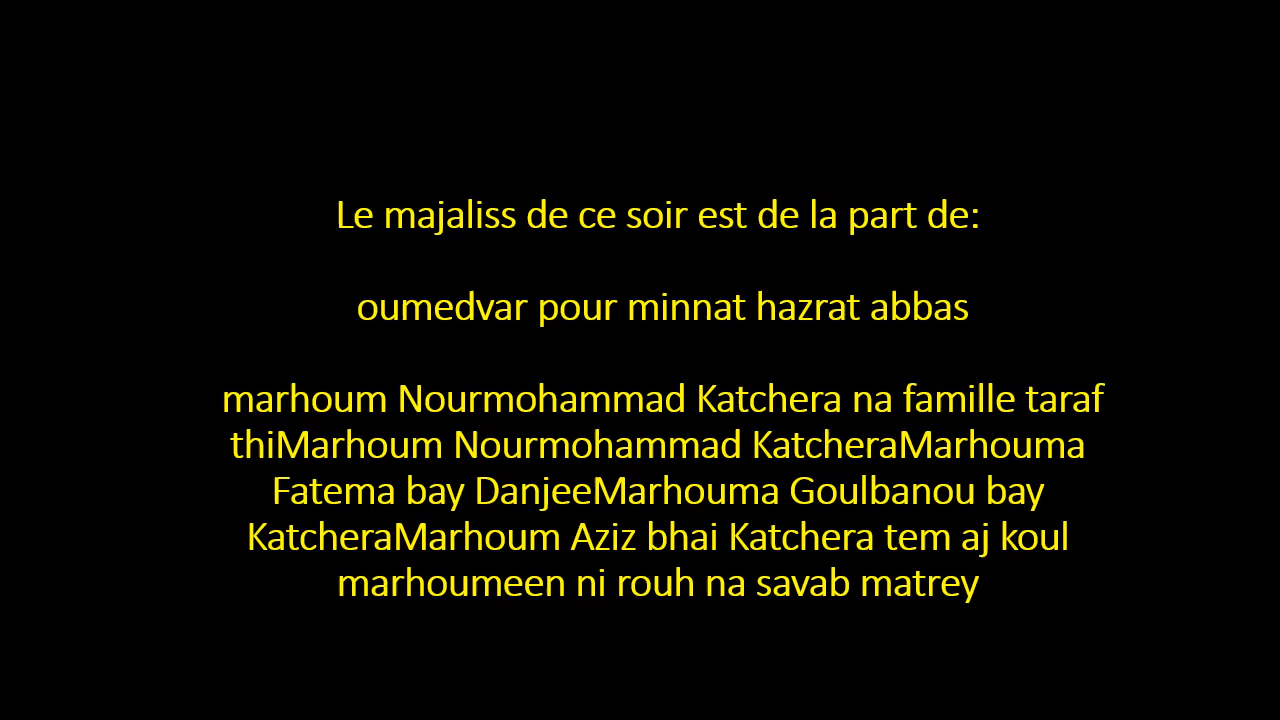 Le majaliss de ce soir est de la part de:
oumedvar pour minnat hazrat abbas
marhoum Nourmohammad Katchera na famille taraf
thiMarhoum Nourmohammad KatcheraMarhouma
Fatema bay DanjeeMarhouma Goulbanou bay
KatcheraMarhoum Aziz bhai Katchera tem aj koul
marhoumeen ni rouh na savab matrey